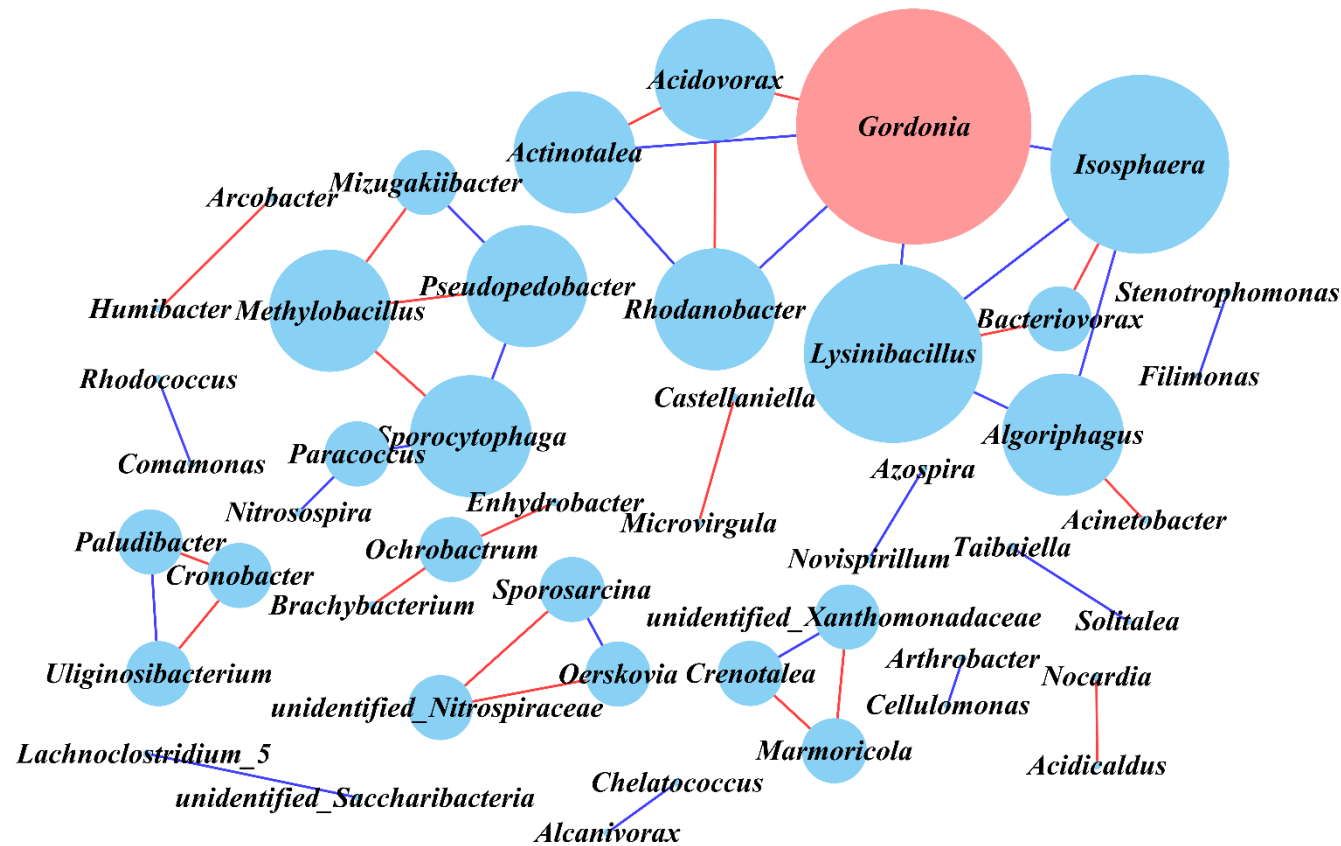 Acidovorax
Gordonia
Actinotalea
Isosphaera
Mizugakiibacter
Arcobacter
Pseudopedobacter
Stenotrophomonas
Humibacter
Methylobacillus
Rhodanobacter
Bacteriovorax
Lysinibacillus
Rhodococcus
Filimonas
Castellaniella
Sporocytophaga
Algoriphagus
Paracoccus
Comamonas
Azospira
Enhydrobacter
Nitrosospira
Microvirgula
Acinetobacter
Paludibacter
Ochrobactrum
Taibaiella
Novispirillum
Cronobacter
Sporosarcina
Brachybacterium
unidentified_Xanthomonadaceae
Solitalea
Arthrobacter
Uliginosibacterium
Oerskovia
Crenotalea
Nocardia
Cellulomonas
unidentified_Nitrospiraceae
Marmoricola
Lachnoclostridium_5
Acidicaldus
Chelatococcus
unidentified_Saccharibacteria
Alcanivorax